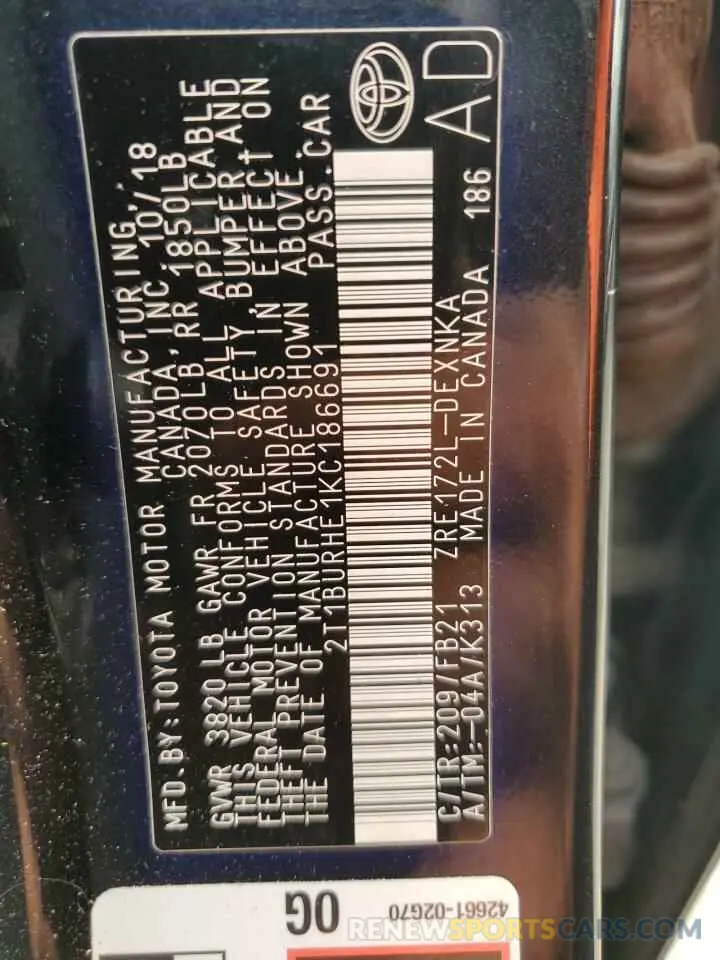 MFD.BY:TOYOTA MOTOR MANUFACTURING,
CANADA, INC. 10/18
GVWR 3820 LB GAWR FR 2070LB RR 1850LB
THIS VEHICLE CONFORMS TO ALL APPLICABLE
FEDERAL MOTOR VEHICLE SAFETY, BUMPER, AND
THEFT PREVENTION STANDARDS IN EFFECT ON
THE DATE OF MANUFACTURE SHOWN ABOVE.
2T1BURHE1KC186691 PASS.CAR
C/TR:209/FB21 ZRE172L-DEXNKA
A/TM:-04A/K313 MADE IN CANADA 186
AD
0G
42661-02G70
RENEWSPORTSCARS.COM